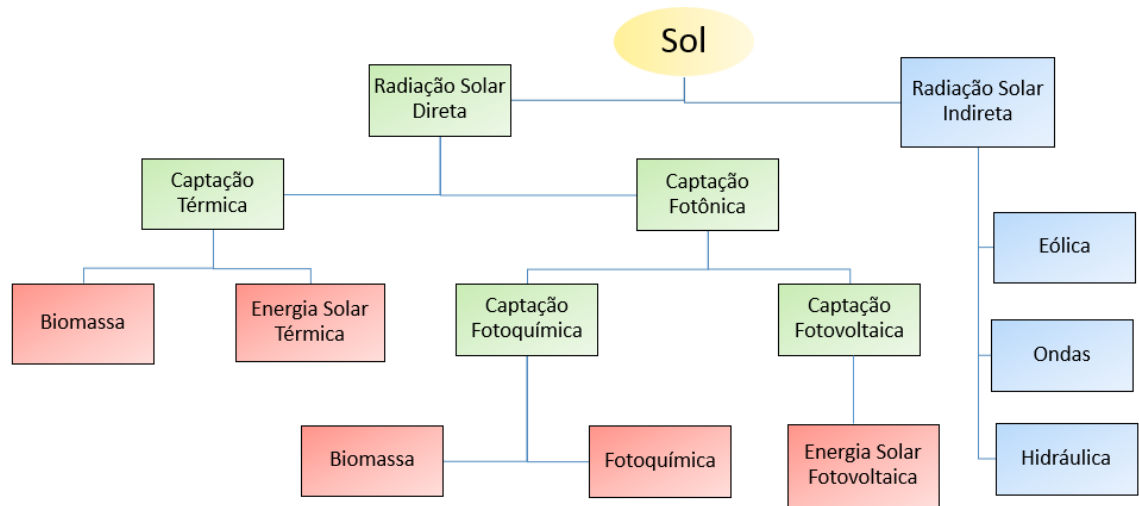 Sol
Radiação Solar
Direta
Radiação Solar
Indireta
Captação
Térmica
Captação
Fotônica
Eólica
Biomassa
Energia Solar
Térmica
Captação
Fotoquímica
Captação
Fotovoltaica
Ondas
Biomassa
Fotoquímica
Energia Solar
Fotovoltaica
Hidráulica